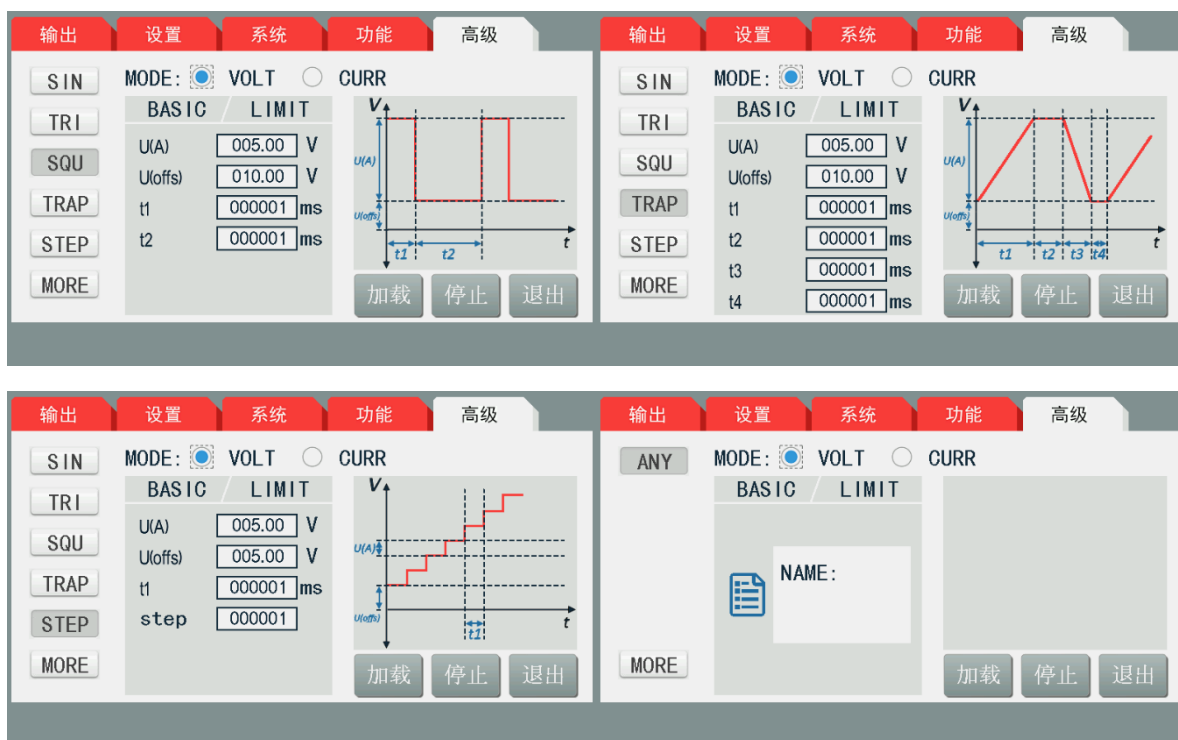 输出 设置 系统 功能 高级
SIN MODE: VOLT CURR
BASIC / LIMIT
TRI
U(A) 005.00 V
SQU
U(offs) 010.00 V
TRAP
t1 000001 ms
STEP
t2 000001 ms
MORE
V
U(A)
U(offs)
t1 t2 t
加载 停止 退出
输出 设置 系统 功能 高级
SIN MODE: VOLT CURR
BASIC / LIMIT
TRI
U(A) 005.00 V
SQU
U(offs) 010.00 V
TRAP
t1 000001 ms
STEP
t2 000001 ms
t3 000001 ms
MORE
t4 000001 ms
V
U(A)
U(offs)
t1 t2 t3 t4 t
加载 停止 退出
输出 设置 系统 功能 高级
SIN MODE: VOLT CURR
BASIC / LIMIT
TRI
U(A) 005.00 V
SQU
U(offs) 005.00 V
TRAP
t1 000001 ms
STEP
step 000001
MORE
V
U(A)
U(offs)
t1 t
加载 停止 退出
输出 设置 系统 功能 高级
ANY MODE: VOLT CURR
BASIC / LIMIT
NAME:
MORE
加载 停止 退出